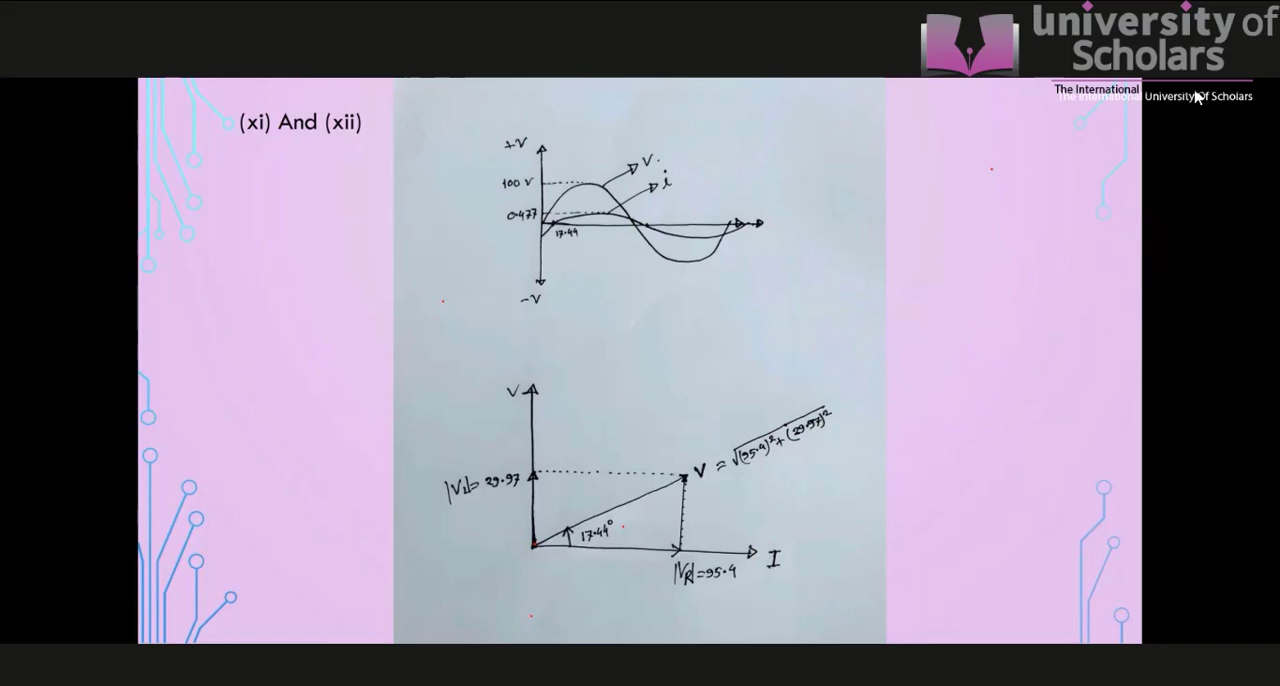 university of
Scholars
The International
The International University Of Scholars
(xi) And (xii)
+V
V.
100 V
i
0.477
17.44
-V
V
V = √(95.4)²+(29.97)²
|VL|= 29.97
17.44°
I
|VR|=95.4